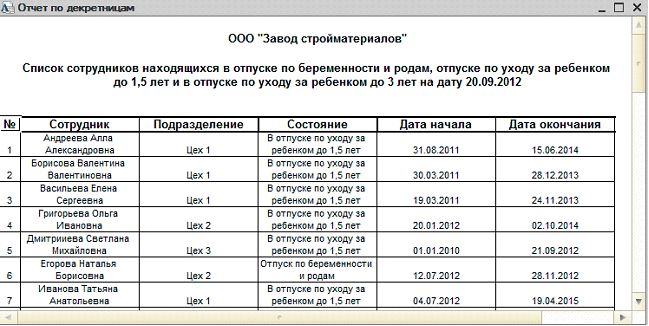 Отчет по декретницам
ООО "Завод стройматериалов"
Список сотрудников находящихся в отпуске по беременности и родам, отпуске по уходу за ребенком
до 1,5 лет и в отпуске по уходу за ребенком до 3 лет на дату 20.09.2012
№ Сотрудник Подразделение Состояние Дата начала Дата окончания
Андреева Алла В отпуске по уходу за
1 Александровна Цех 1 ребенком до 1,5 лет 31.08.2011 15.06.2014
Борисова Валентина В отпуске по уходу за
2 Валентиновна Цех 1 ребенком до 1,5 лет 30.03.2011 28.12.2013
Васильева Елена В отпуске по уходу за
3 Сергеевна Цех 1 ребенком до 1,5 лет 19.03.2011 24.11.2013
Григорьева Ольга В отпуске по уходу за
4 Ивановна Цех 2 ребенком до 1,5 лет 20.01.2012 02.10.2014
Дмитрииева Светлана В отпуске по уходу за
5 Михайловна Цех 3 ребенком до 1,5 лет 01.01.2010 21.09.2012
Егорова Наталья Отпуск по беременности
6 Борисовна Цех 2 и родам 12.07.2012 28.11.2012
Иванова Татьяна В отпуске по уходу за
7 Анатольевна Цех 1 ребенком до 1,5 лет 04.07.2012 19.04.2015